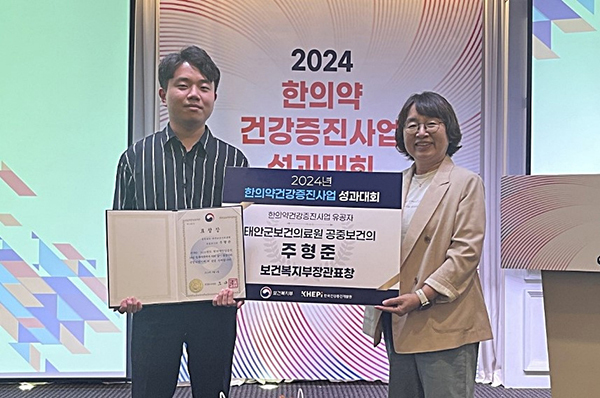 2024
한의약
건강증진사업
성과대회
2024년
한의약건강증진사업 성과대회
한의약건강증진사업 유공자
태안군보건의료원 공중보건의
주형준
보건복지부장관표창
보건복지부 KHEPI 한국건강증진개발원
표창장